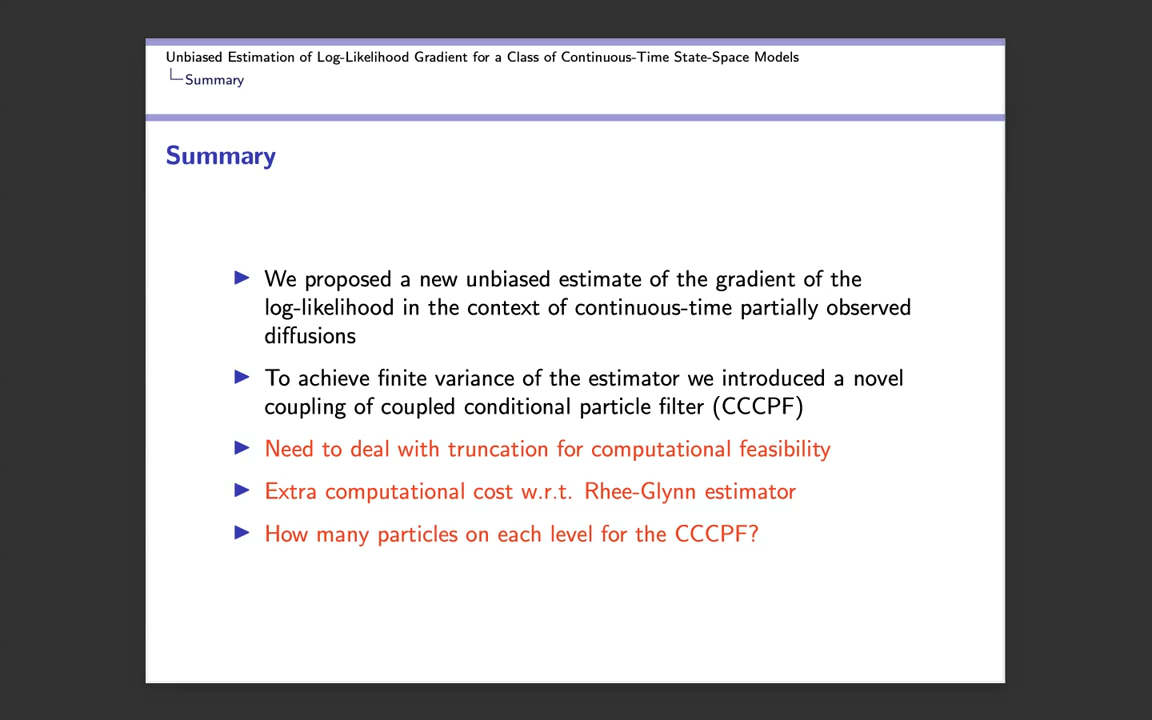 Unbiased Estimation of Log-Likelihood Gradient for a Class of Continuous-Time State-Space Models
Summary
Summary
We proposed a new unbiased estimate of the gradient of the
log-likelihood in the context of continuous-time partially observed
diffusions
To achieve finite variance of the estimator we introduced a novel
coupling of coupled conditional particle filter (CCCPF)
Need to deal with truncation for computational feasibility
Extra computational cost w.r.t. Rhee-Glynn estimator
How many particles on each level for the CCCPF?